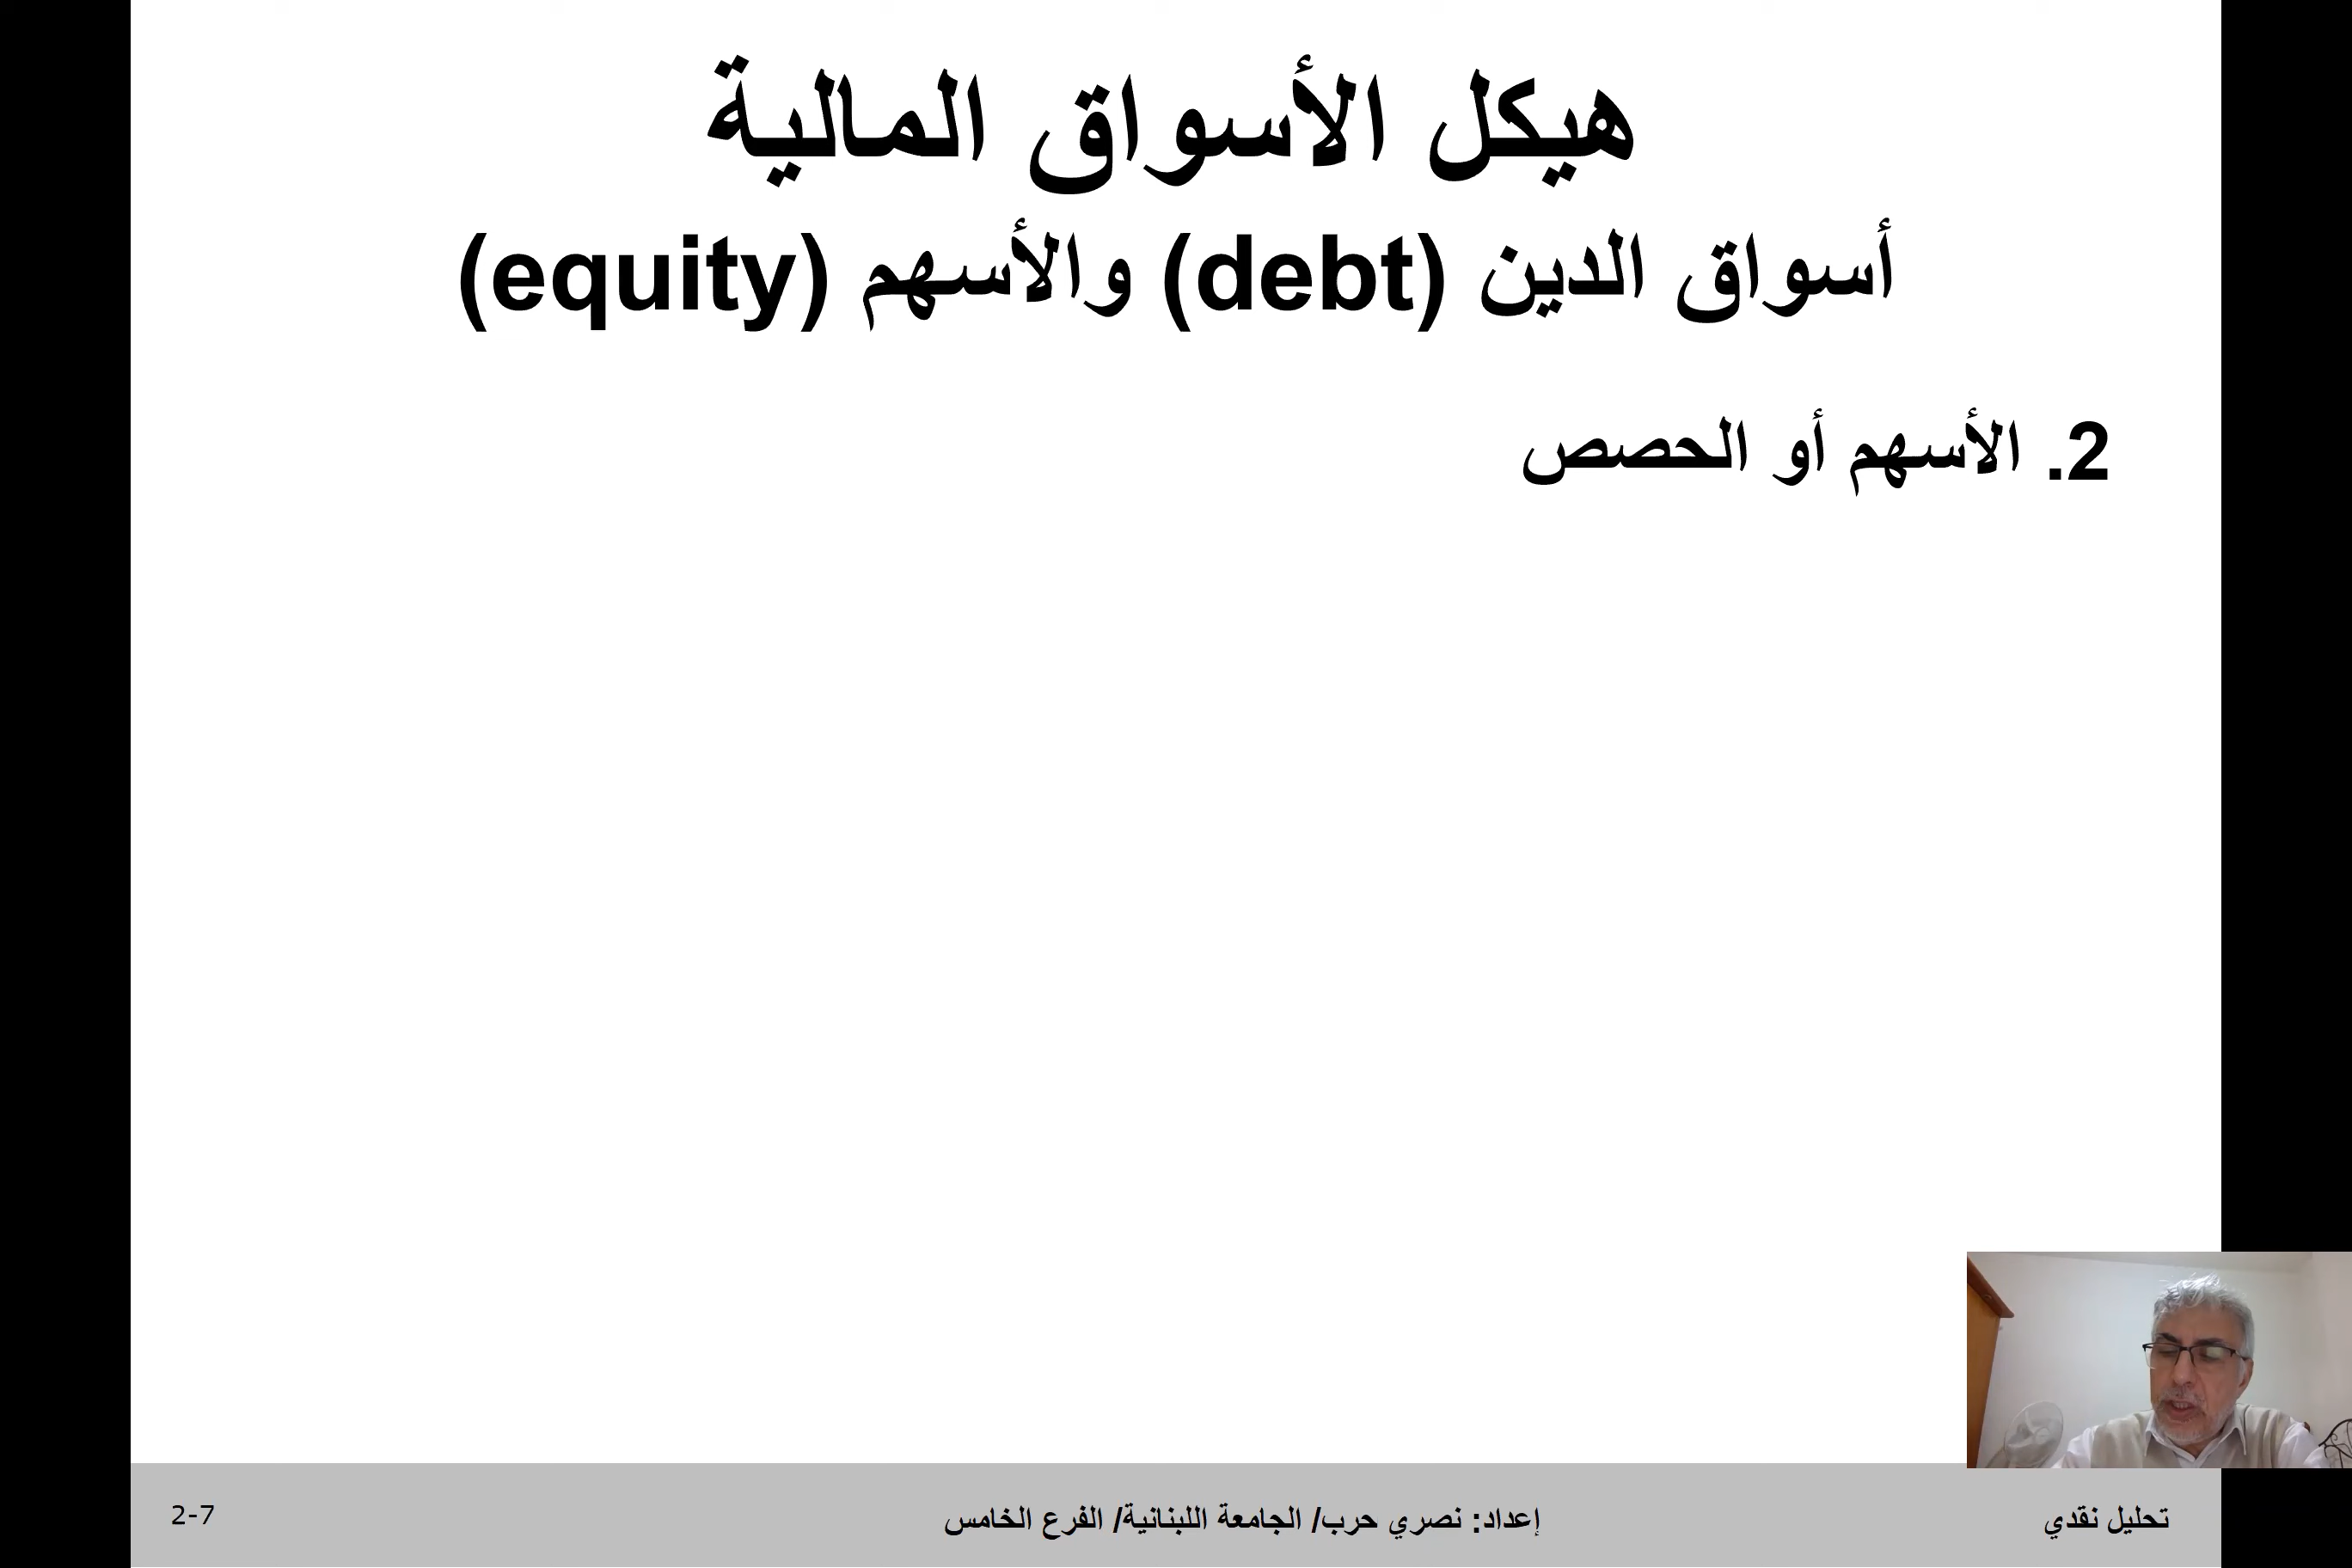 هيكل الأسواق المالية
أسواق الدين (debt) والأسهم (equity)
2. الأسهم أو الحصص
تحليل نقدي
إعداد: نصري حرب/ الجامعة اللبنانية/ الفرع الخامس
2-7